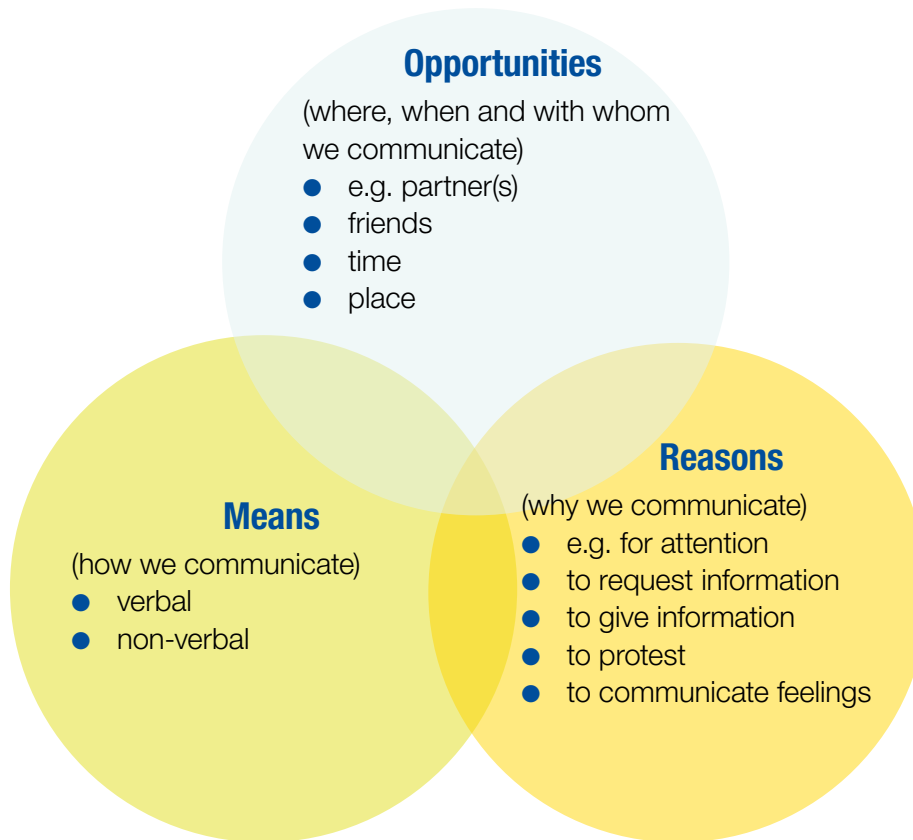 Opportunities
(where, when and with whom
we communicate)
● e.g. partner(s)
● friends
● time
● place
Means
(how we communicate)
● verbal
● non-verbal
Reasons
(why we communicate)
● e.g. for attention
● to request information
● to give information
● to protest
● to communicate feelings